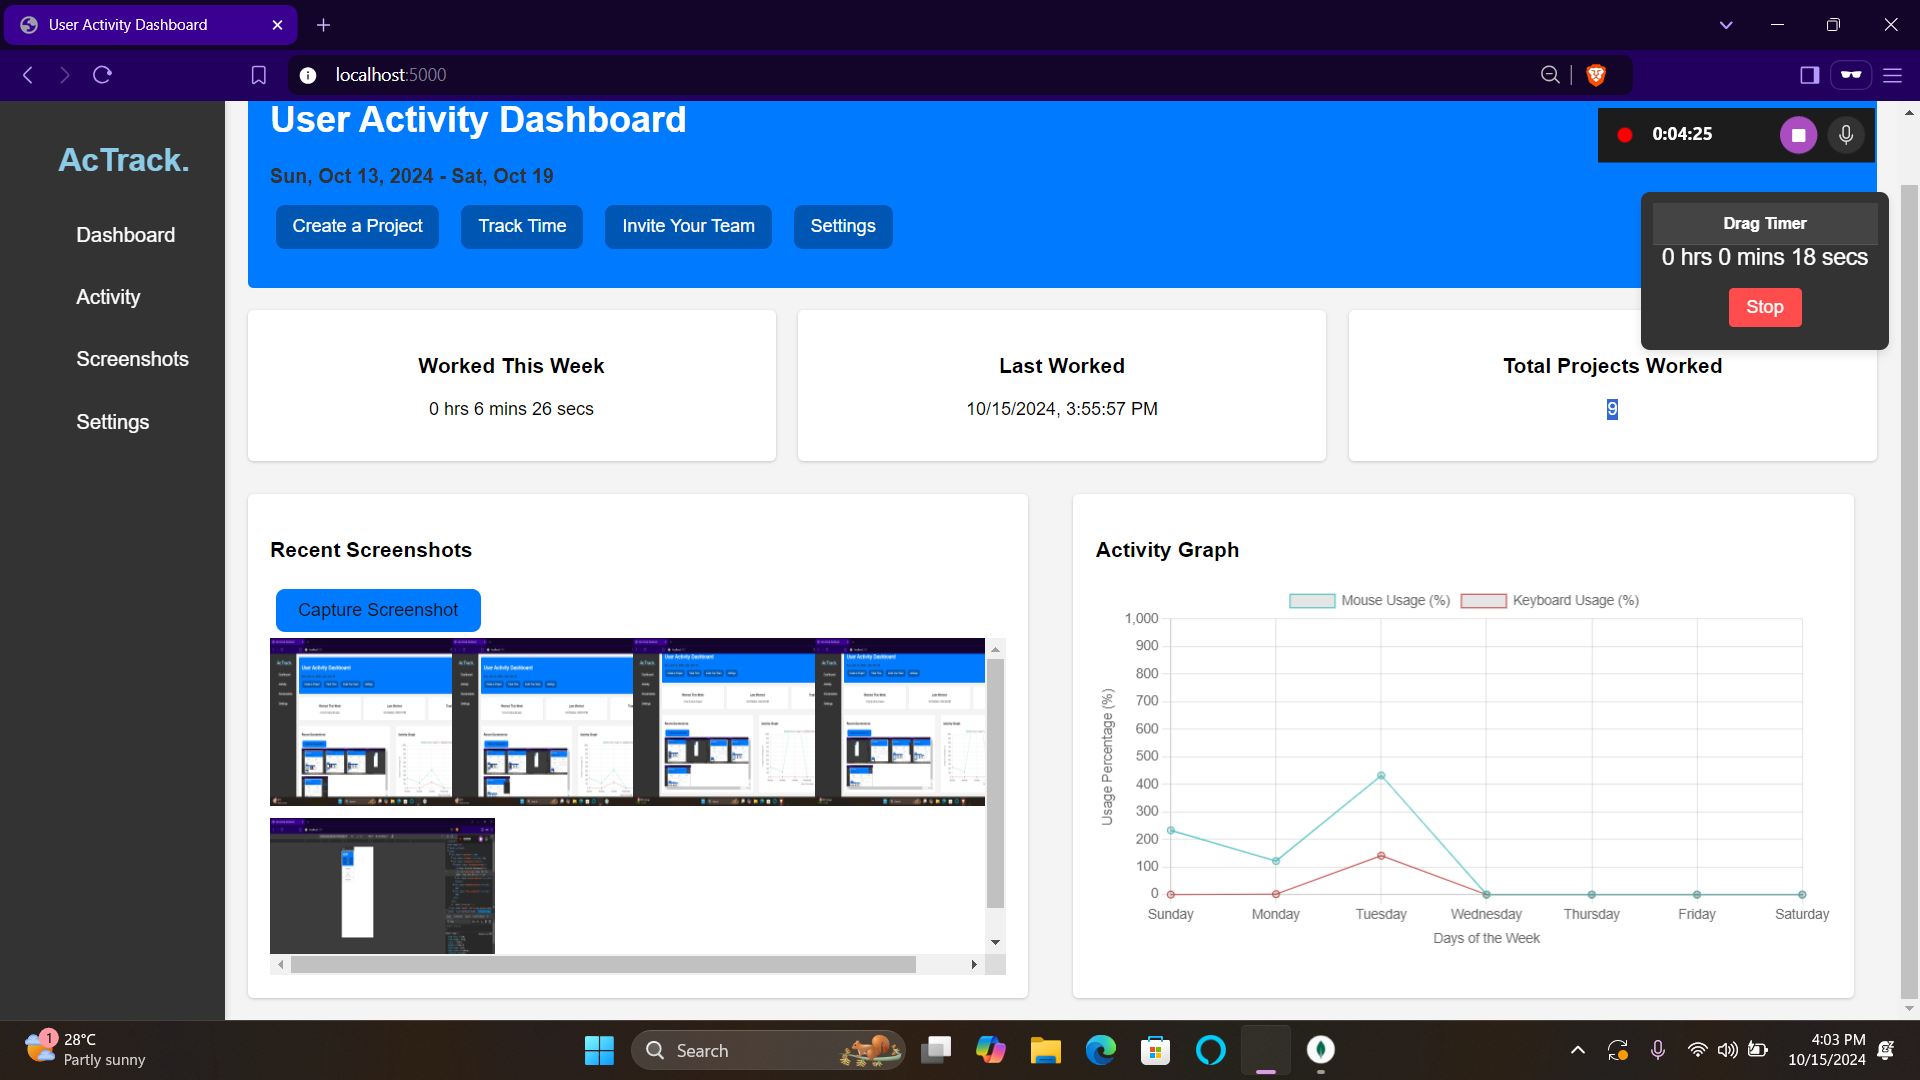 User Activity Dashboard
localhost:5000
AcTrack.
Dashboard
Activity
Screenshots
Settings
User Activity Dashboard
Sun, Oct 13, 2024 - Sat, Oct 19
Create a Project
Track Time
Invite Your Team
Settings
0:04:25
Drag Timer
0 hrs 0 mins 18 secs
Stop
Worked This Week
0 hrs 6 mins 26 secs
Last Worked
10/15/2024, 3:55:57 PM
Total Projects Worked
9
Recent Screenshots
Capture Screenshot
Activity Graph
Mouse Usage (%)
Keyboard Usage (%)
Usage Percentage (%)
1,000
900
800
700
600
500
400
300
200
100
0
Sunday
Monday
Tuesday
Wednesday
Thursday
Friday
Saturday
Days of the Week
1
28°C
Partly sunny
Search
4:03 PM
10/15/2024